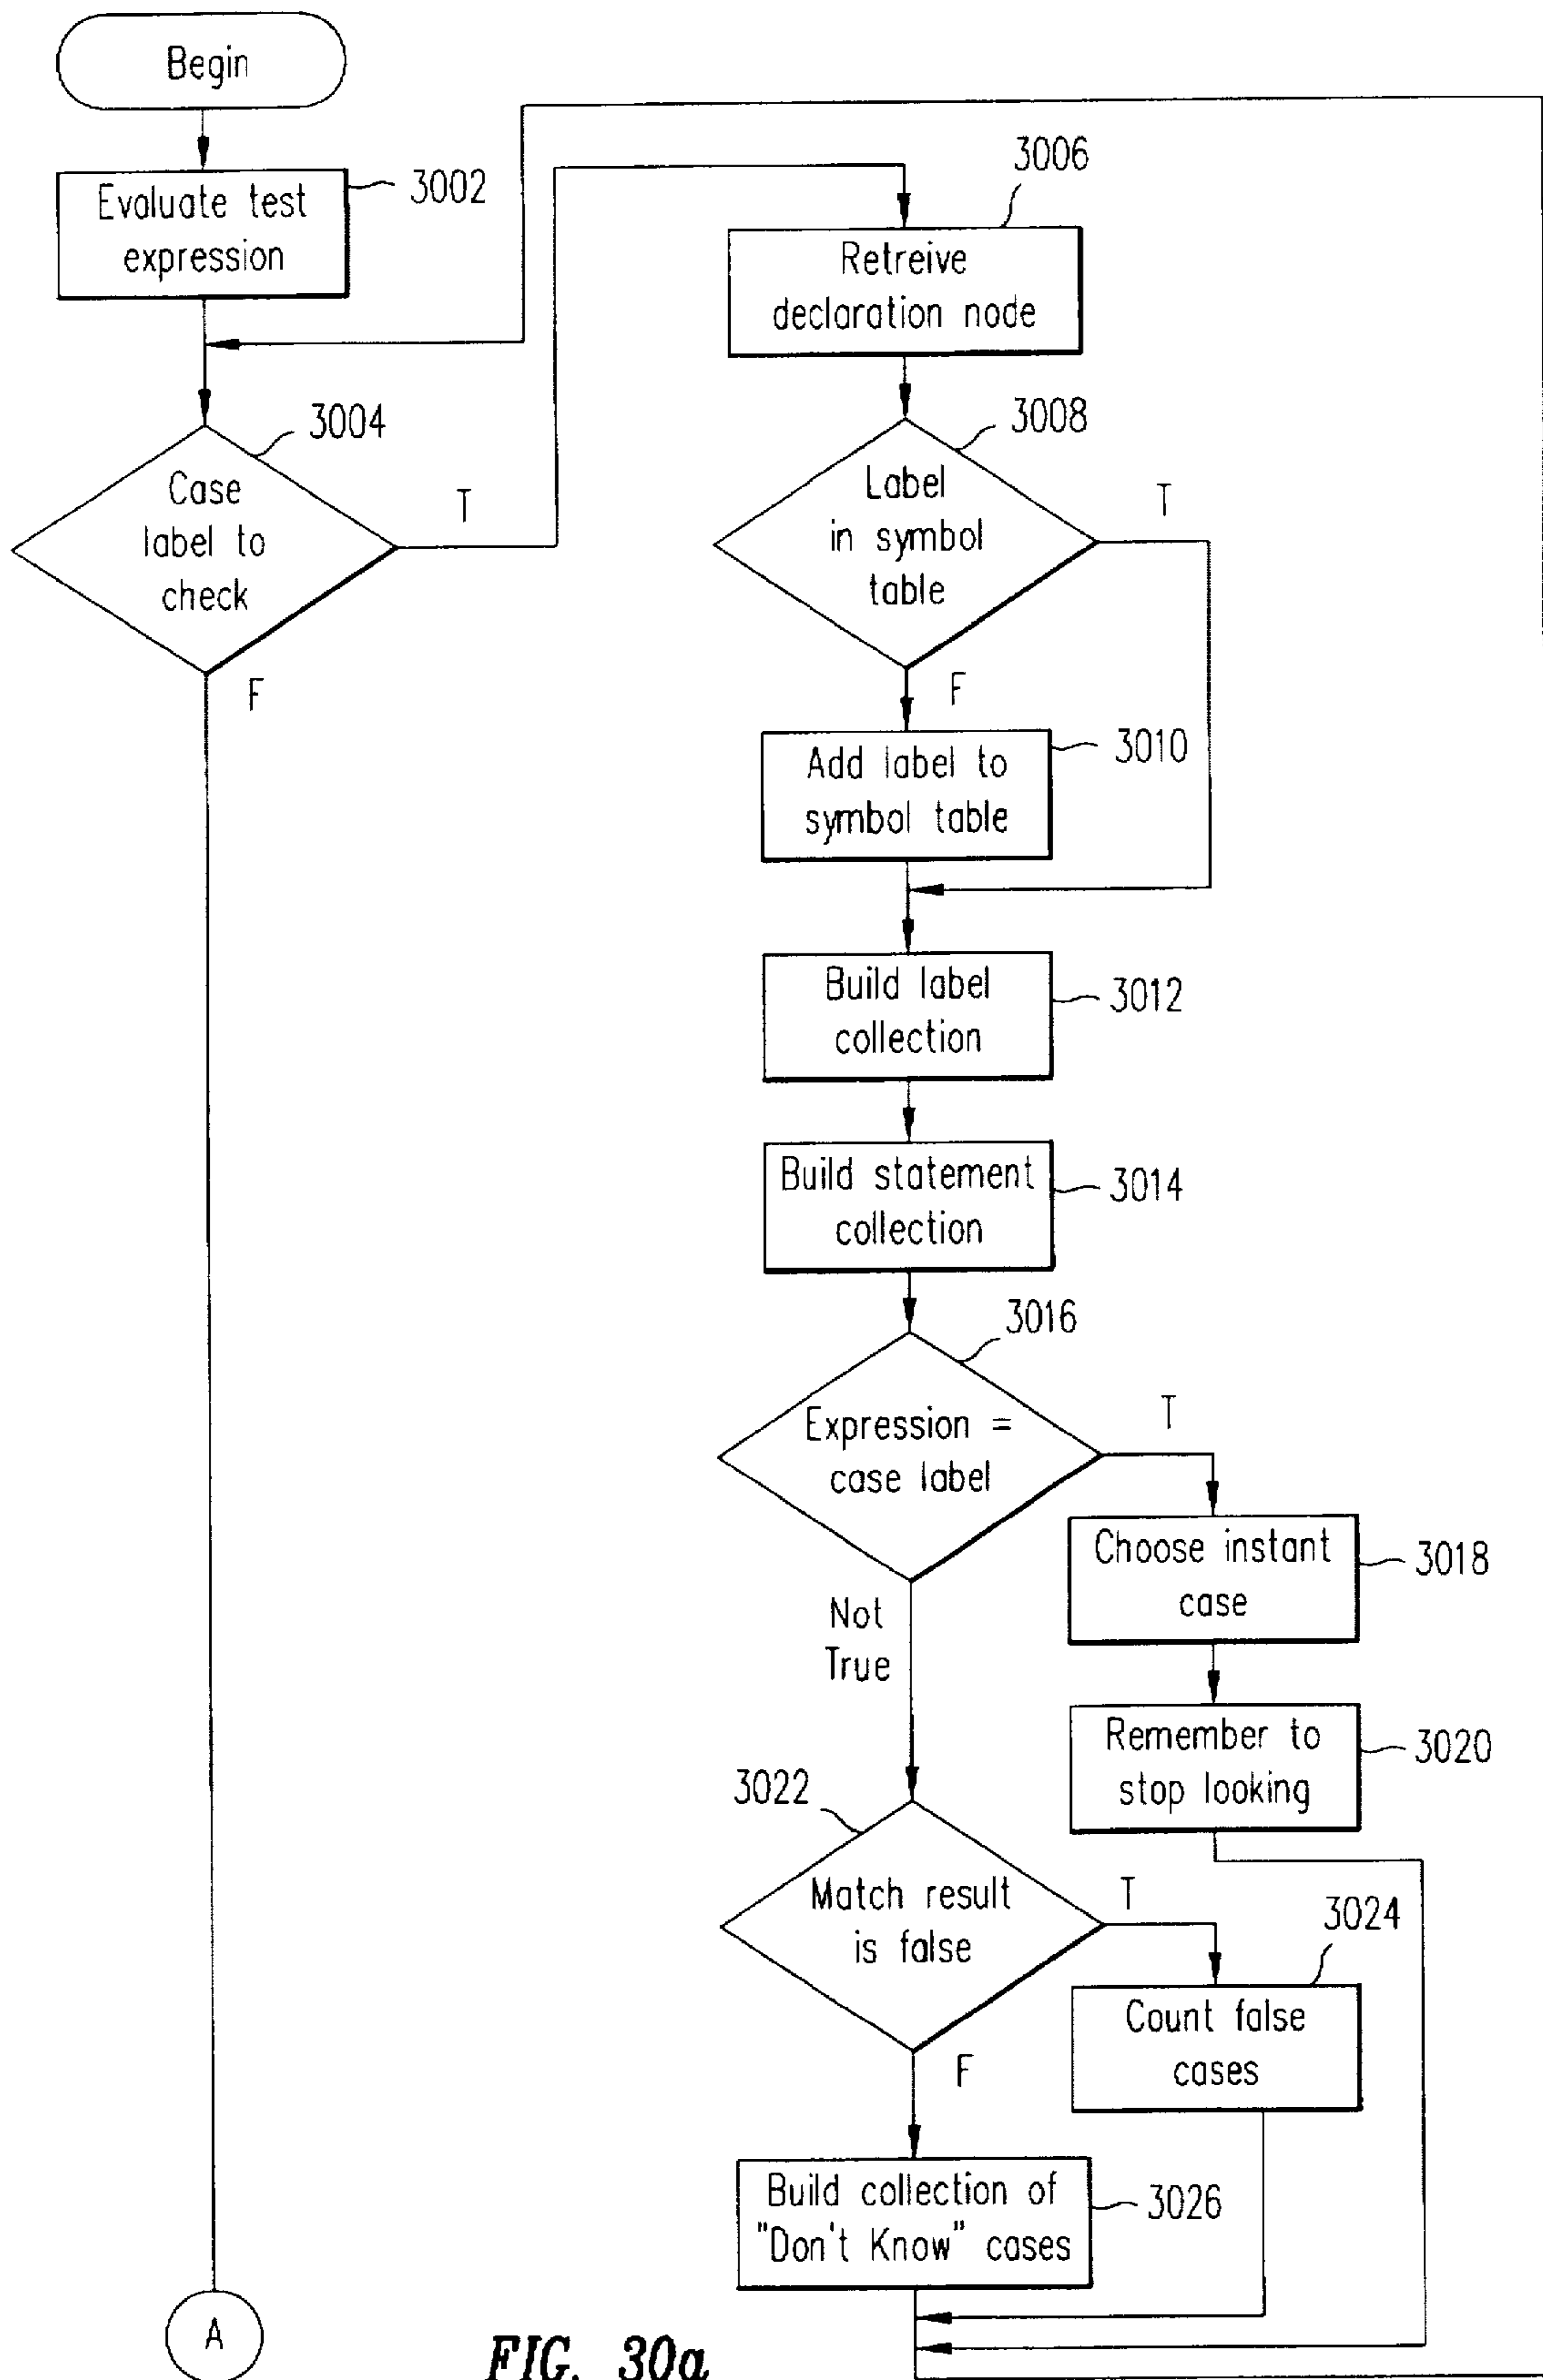 Begin
3002
Evaluate test
expression
3004
Case
label to
check
T
F
3006
Retreive
declaration node
3008
Label
in symbol
table
T
F
3010
Add label to
symbol table
Build label
collection
3012
Build statement
collection
3014
3016
Expression =
case label
T
Not
True
Choose instant
case
3018
Remember to
stop looking
3020
3022
Match result
is false
T
F
3024
Count false
cases
Build collection of
"Don't Know" cases
3026
A
FIG. 30a